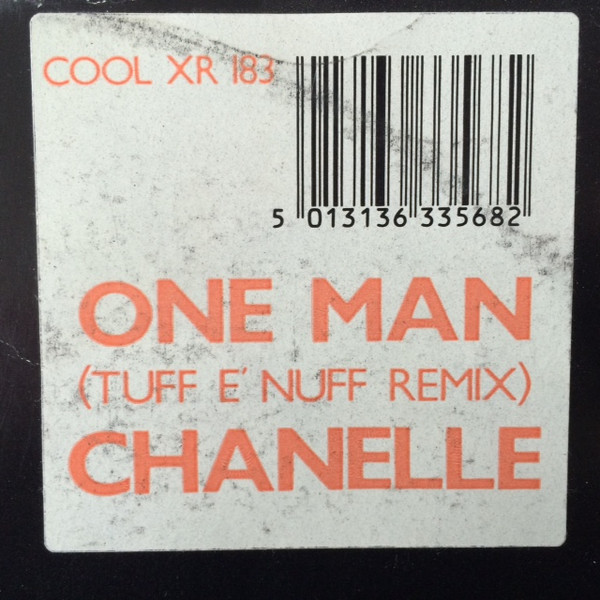 COOL XR 183
5 013136 335682
ONE MAN
(TUFF E' NUFF REMIX)
CHANELLE